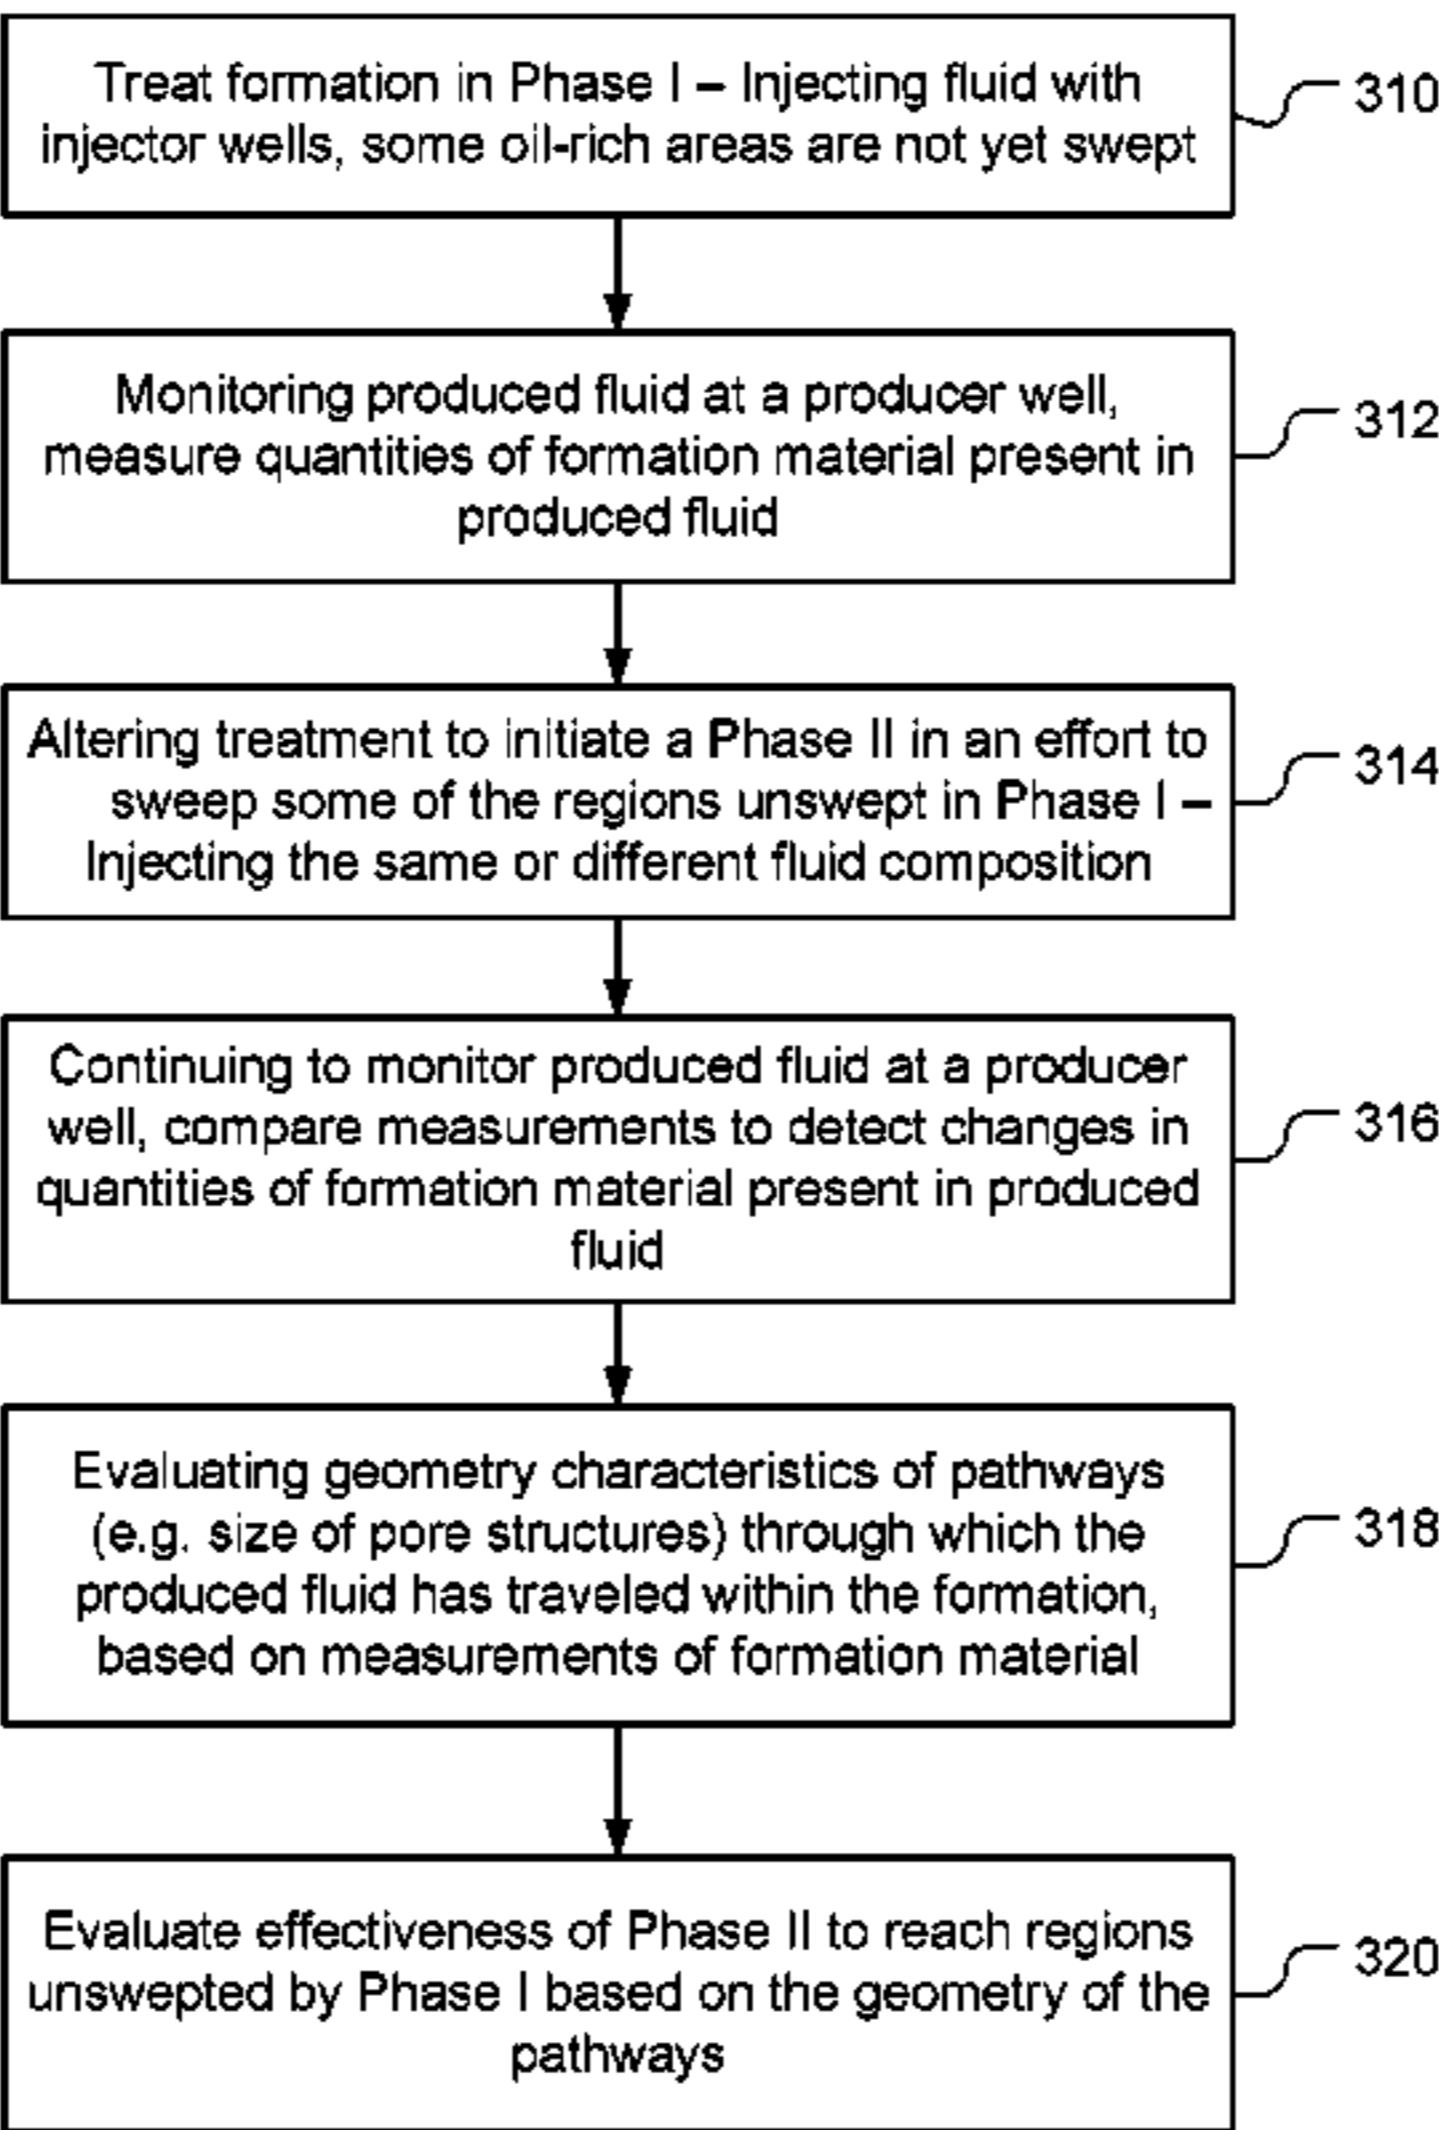 Treat formation in Phase I – Injecting fluid with
injector wells, some oil-rich areas are not yet swept
310
Monitoring produced fluid at a producer well,
measure quantities of formation material present in
produced fluid
312
Altering treatment to initiate a Phase II in an effort to
sweep some of the regions unswept in Phase I –
Injecting the same or different fluid composition
314
Continuing to monitor produced fluid at a producer
well, compare measurements to detect changes in
quantities of formation material present in produced
fluid
316
Evaluating geometry characteristics of pathways
(e.g. size of pore structures) through which the
produced fluid has traveled within the formation,
based on measurements of formation material
318
Evaluate effectiveness of Phase II to reach regions
unswepted by Phase I based on the geometry of the
pathways
320